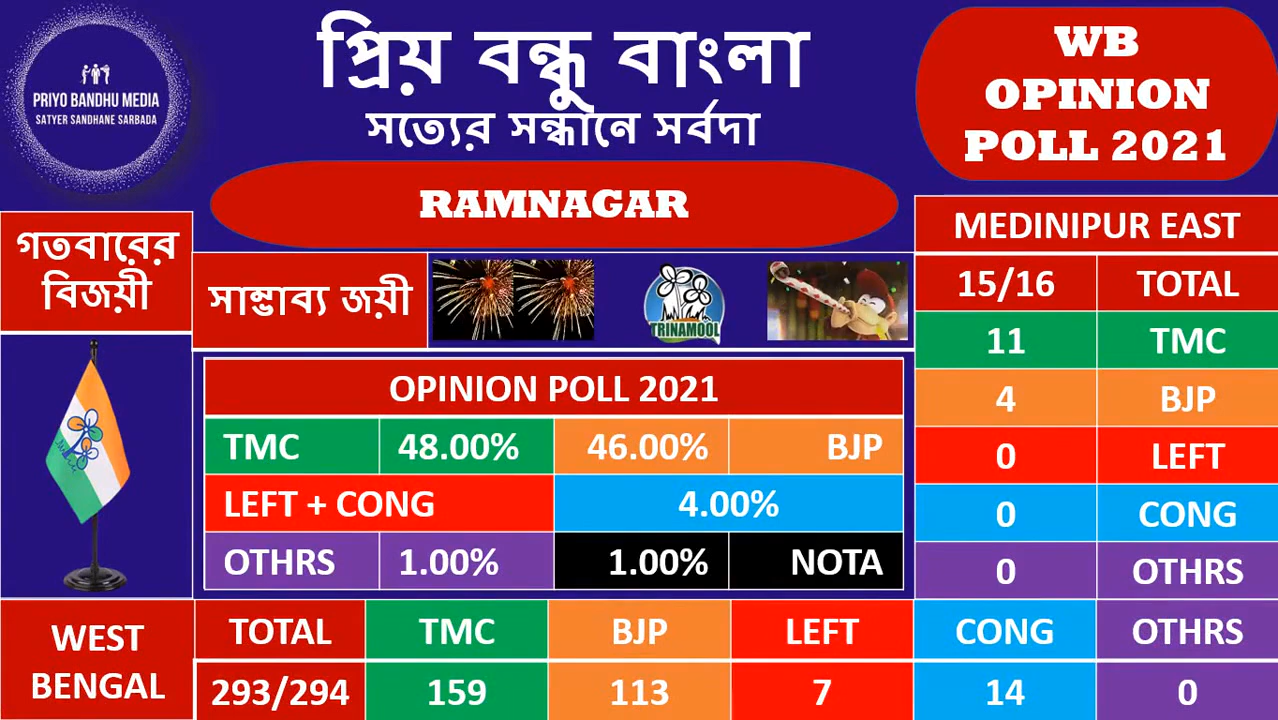 PRIYO BANDHU MEDIA
SATYER SANDHANE SARBADA
প্রিয় বন্ধু বাংলা
সত্যের সন্ধানে সর্বদা
WB
OPINION
POLL 2021
RAMNAGAR
গতবারের
বিজয়ী
সাম্ভাব্য জয়ী
TRINAMOOL
OPINION POLL 2021
TMC 48.00% 46.00% BJP
LEFT + CONG 4.00%
OTHRS 1.00% 1.00% NOTA
MEDINIPUR EAST
15/16 TOTAL
11 TMC
4 BJP
0 LEFT
0 CONG
0 OTHRS
WEST
BENGAL
TOTAL TMC BJP LEFT CONG OTHRS
293/294 159 113 7 14 0